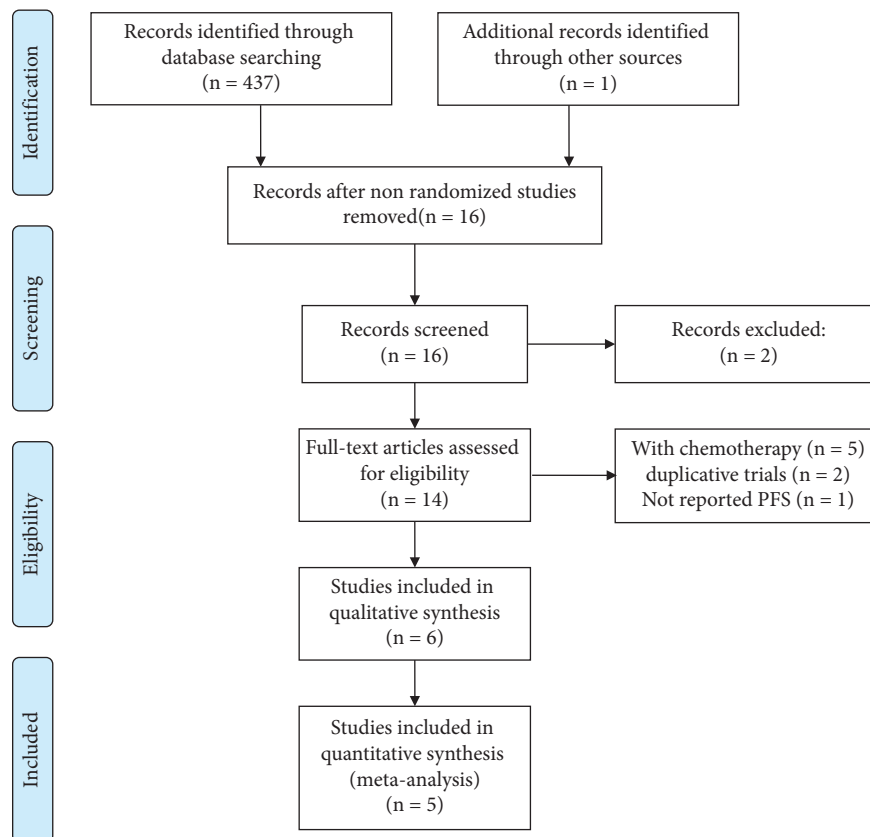 Identification
Records identified through
database searching
(n = 437)
Additional records identified
through other sources
(n = 1)
Records after non randomized studies
removed(n = 16)
Screening
Records screened
(n = 16)
Records excluded:
(n = 2)
Eligibility
Full-text articles assessed
for eligibility
(n = 14)
With chemotherapy (n = 5)
duplicative trials (n = 2)
Not reported PFS (n = 1)
Studies included in
qualitative synthesis
(n = 6)
Included
Studies included in
quantitative synthesis
(meta-analysis)
(n = 5)